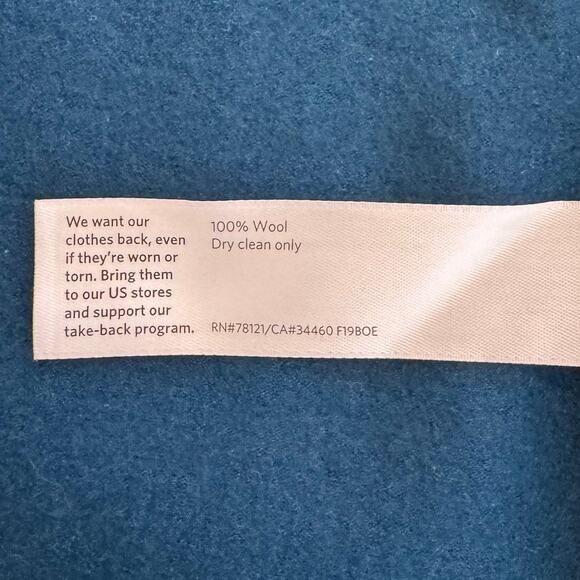 We want our
clothes back, even
if they're worn or
torn. Bring them
to our US stores
and support our
take-back program.
100% Wool
Dry clean only
RN#78121/CA#34460 F19BOE